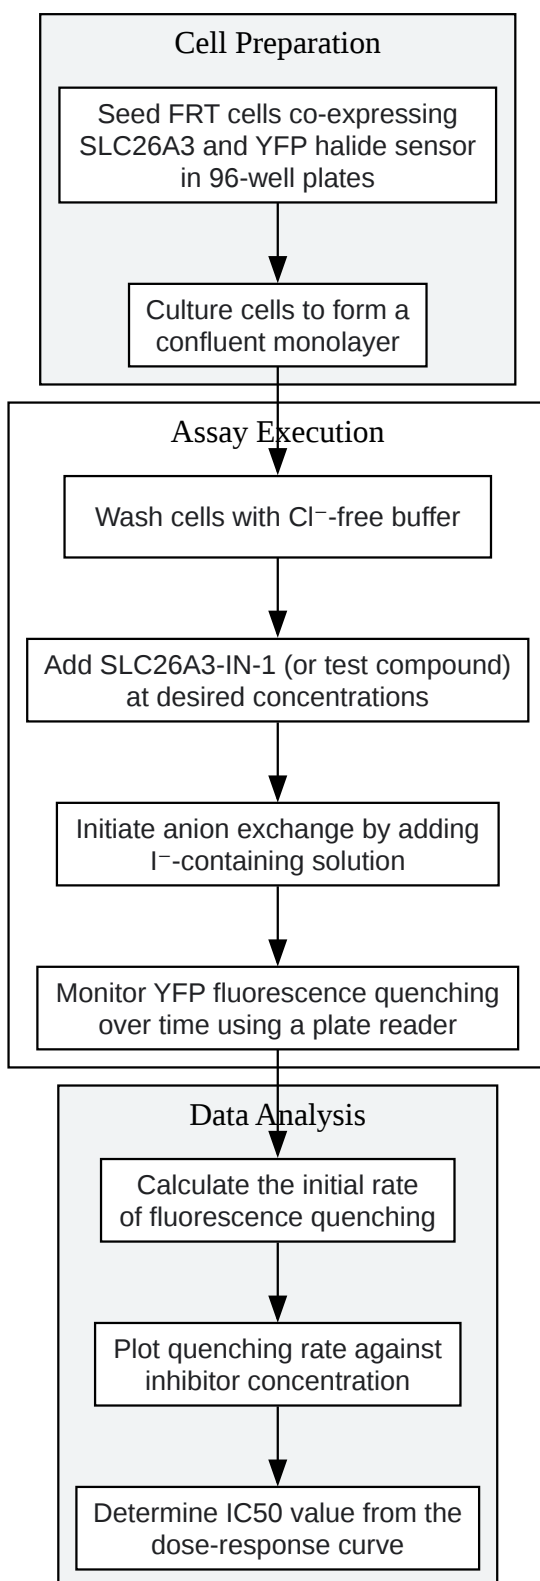 Cell Preparation
Seed FRT cells co-expressing
SLC26A3 and YFP halide sensor
in 96-well plates
Culture cells to form a
confluent monolayer
Assay Execution
Wash cells with Cl⁻-free buffer
Add SLC26A3-IN-1 (or test compound)
at desired concentrations
Initiate anion exchange by adding
I⁻-containing solution
Monitor YFP fluorescence quenching
over time using a plate reader
Data Analysis
Calculate the initial rate
of fluorescence quenching
Plot quenching rate against
inhibitor concentration
Determine IC50 value from the
dose-response curve